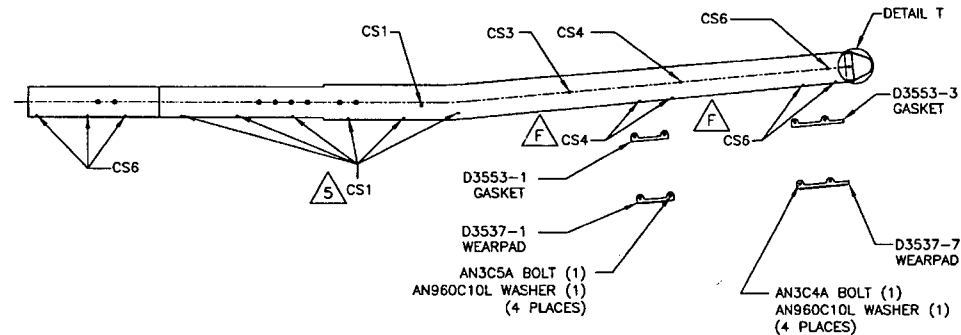 DETAIL T
CS1
CS3
CS4
CS6
D3553-3
GASKET
F
F
CS4
CS6
CS6
5
CS1
D3553-1
GASKET
D3537-1
WEARPAD
AN3C5A BOLT (1)
AN960C10L WASHER (1)
(4 PLACES)
D3537-7
WEARPAD
AN3C4A BOLT (1)
AN960C10L WASHER (1)
(4 PLACES)